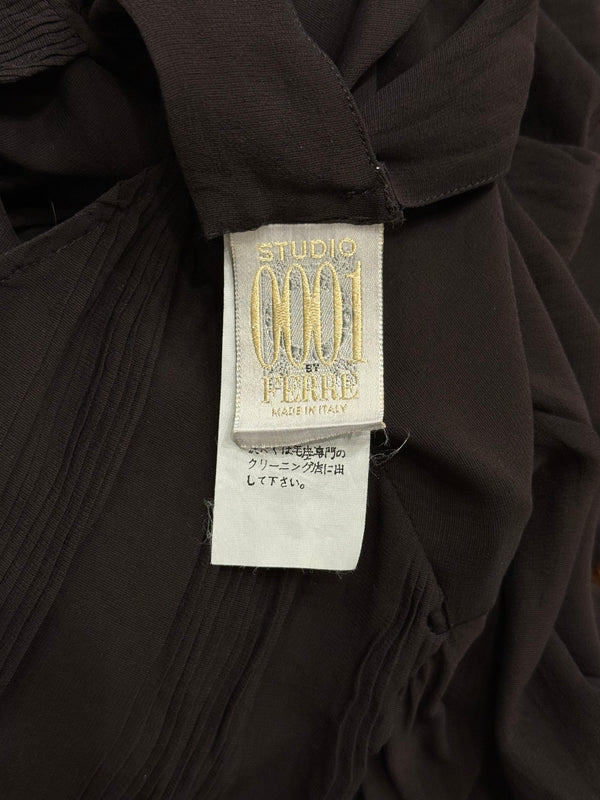 STUDIO
0001
BY
FERRE
MADE IN ITALY
は毛皮専門の
クリーニング店に出
して下さい。